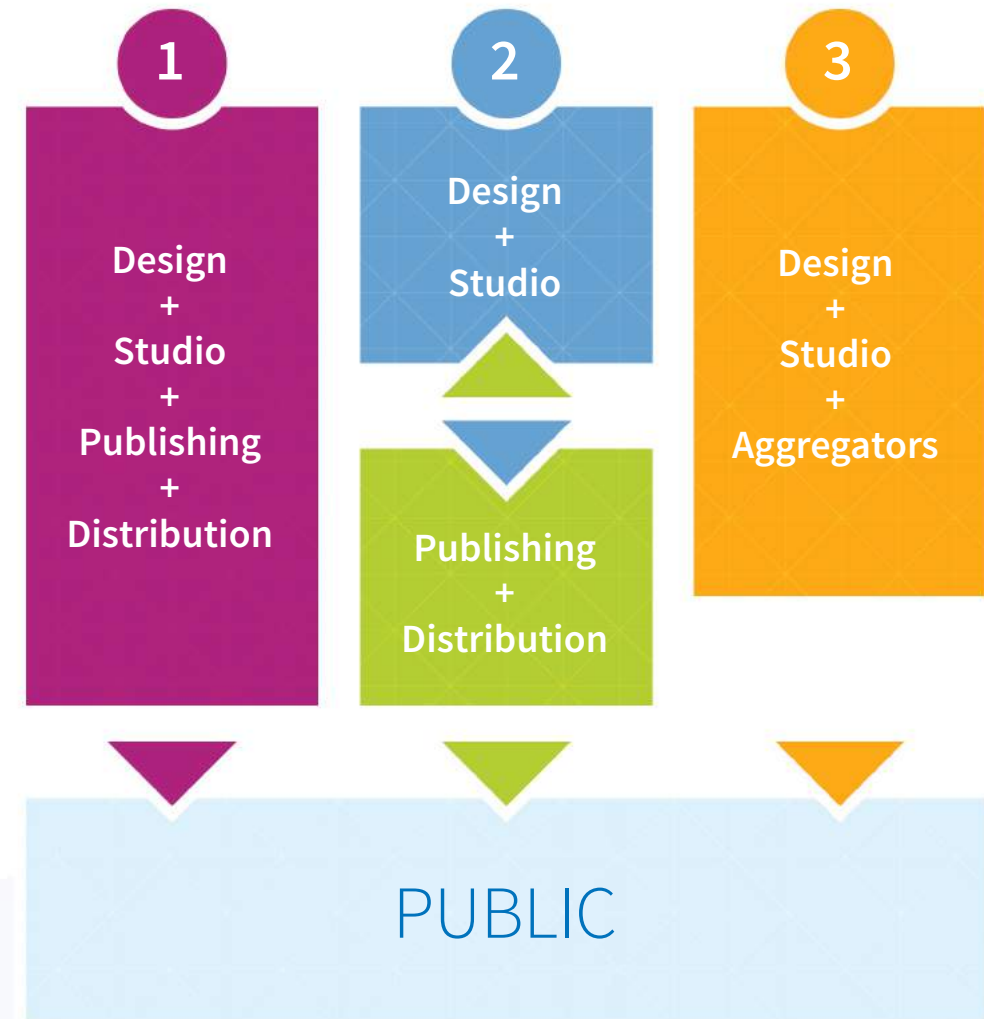 1
Design
+
Studio
+
Publishing
+
Distribution
2
Design
+
Studio
Publishing
+
Distribution
3
Design
+
Studio
+
Aggregators
PUBLIC